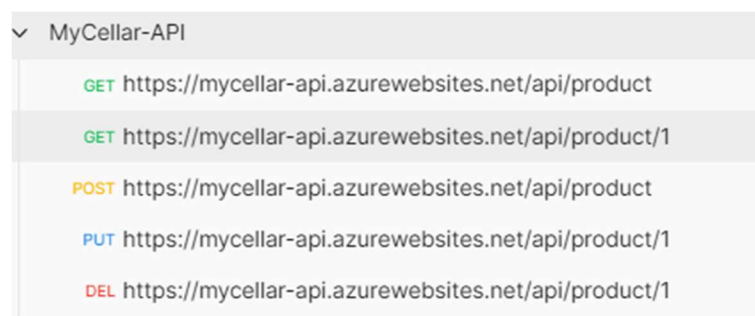 MyCellar-API
GET https://mycellar-api.azurewebsites.net/api/product
GET https://mycellar-api.azurewebsites.net/api/product/1
POST https://mycellar-api.azurewebsites.net/api/product
PUT https://mycellar-api.azurewebsites.net/api/product/1
DEL https://mycellar-api.azurewebsites.net/api/product/1